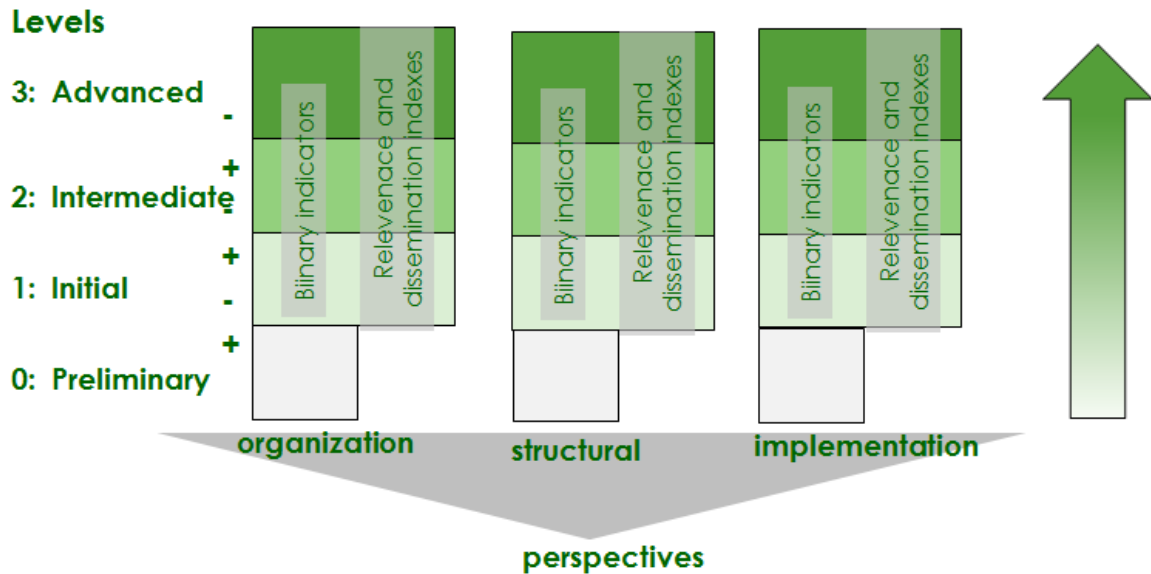 Levels
3: Advanced
-
+
2: Intermediate
-
+
1: Initial
-
+
0: Preliminary
Biinary indicators
Relevenace and
dissemination indexes
Biinary indicators
Relevenace and
dissemination indexes
Biinary indicators
Relevenace and
dissemination indexes
organization
structural
implementation
perspectives